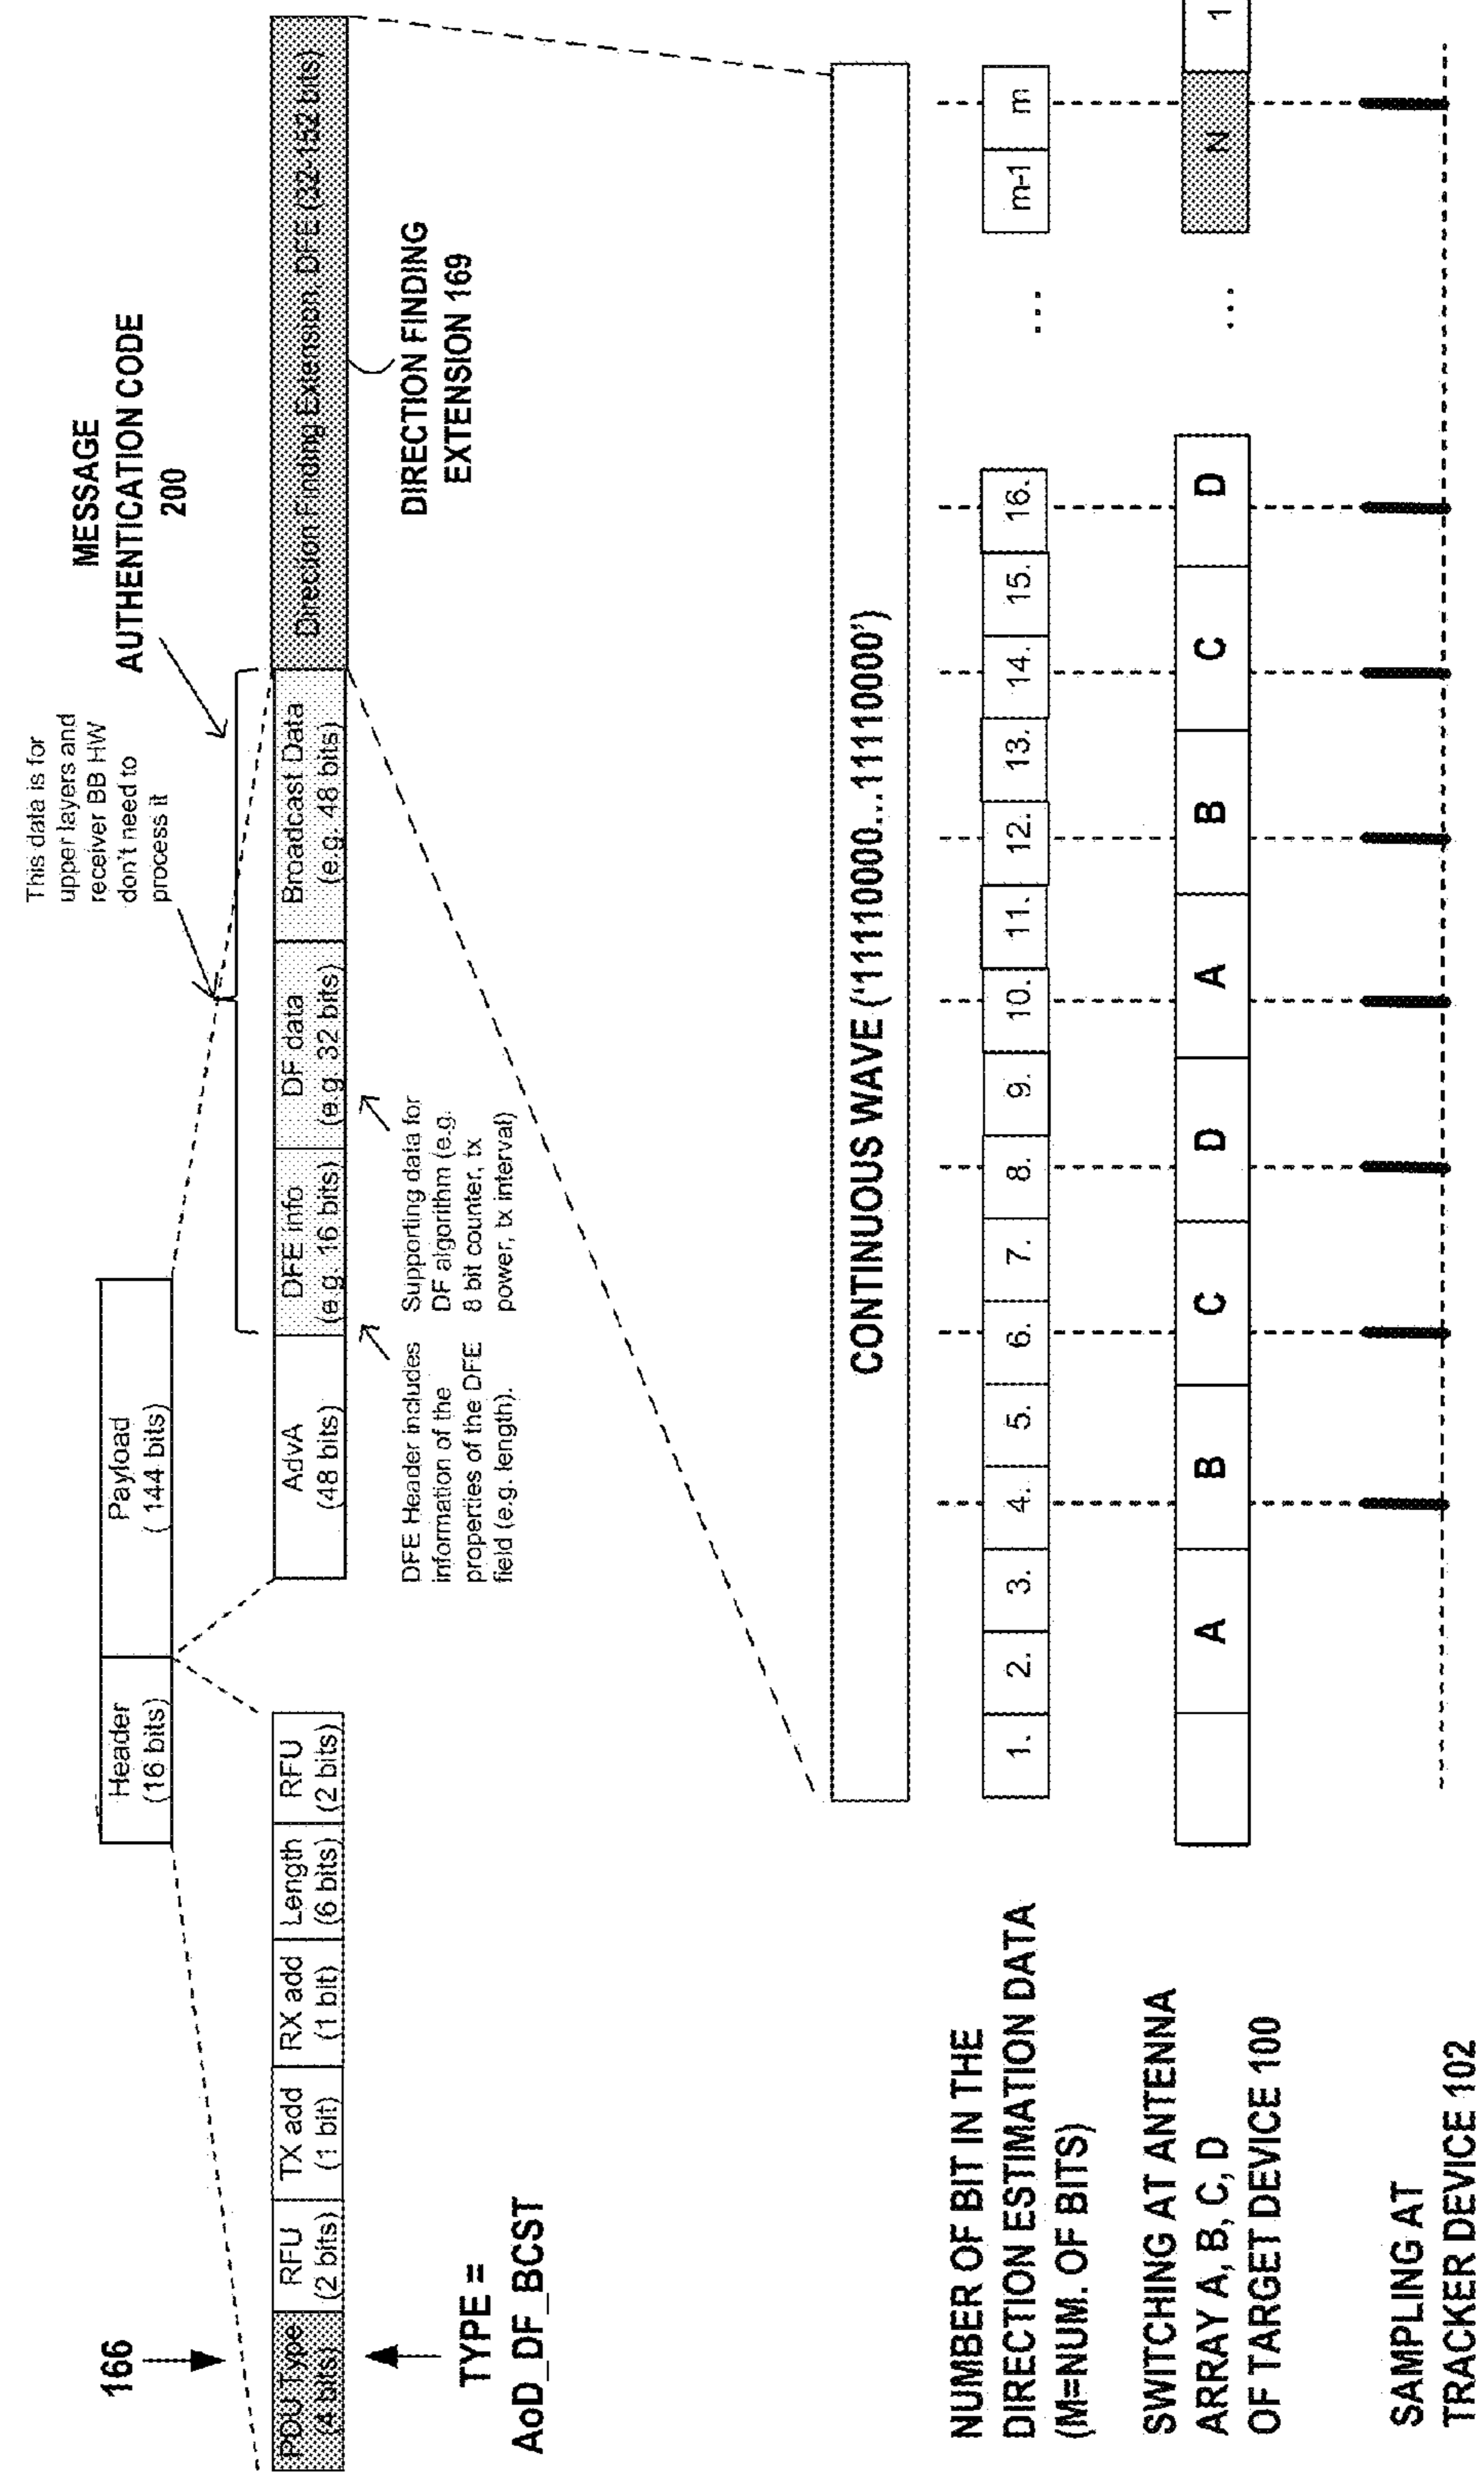 166
Header
(16 bits)
Payload
( 144 bits)
This data is for
upper layers and
receiver BB HW
don't need to
process it
MESSAGE
AUTHENTICATION CODE
200
PDU Type
(4 bits)
RFU
(2 bits)
TX add
(1 bit)
RX add
(1 bit)
Length
(6 bits)
RFU
(2 bits)
AdvA
(48 bits)
DFE info
(e.g. 16 bits)
DF data
(e.g. 32 bits)
Broadcast Data
(e.g. 48 bits)
Direction Finding Extension, DFE (32-152 bits)
TYPE =
AoD_DF_BCST
DFE Header includes
information of the
properties of the DFE
field (e.g. length).
Supporting data for
DF algorithm (e.g.
8 bit counter, tx
power, tx interval)
DIRECTION FINDING
EXTENSION 169
CONTINUOUS WAVE ('11110000...11110000')
NUMBER OF BIT IN THE
DIRECTION ESTIMATION DATA
(M=NUM. OF BITS)
1. 2. 3. 4. 5. 6. 7. 8. 9. 10. 11. 12. 13. 14. 15. 16. ... m-1 m
SWITCHING AT ANTENNA
ARRAY A, B, C, D
OF TARGET DEVICE 100
A B C D A B C D ... N 1
SAMPLING AT
TRACKER DEVICE 102